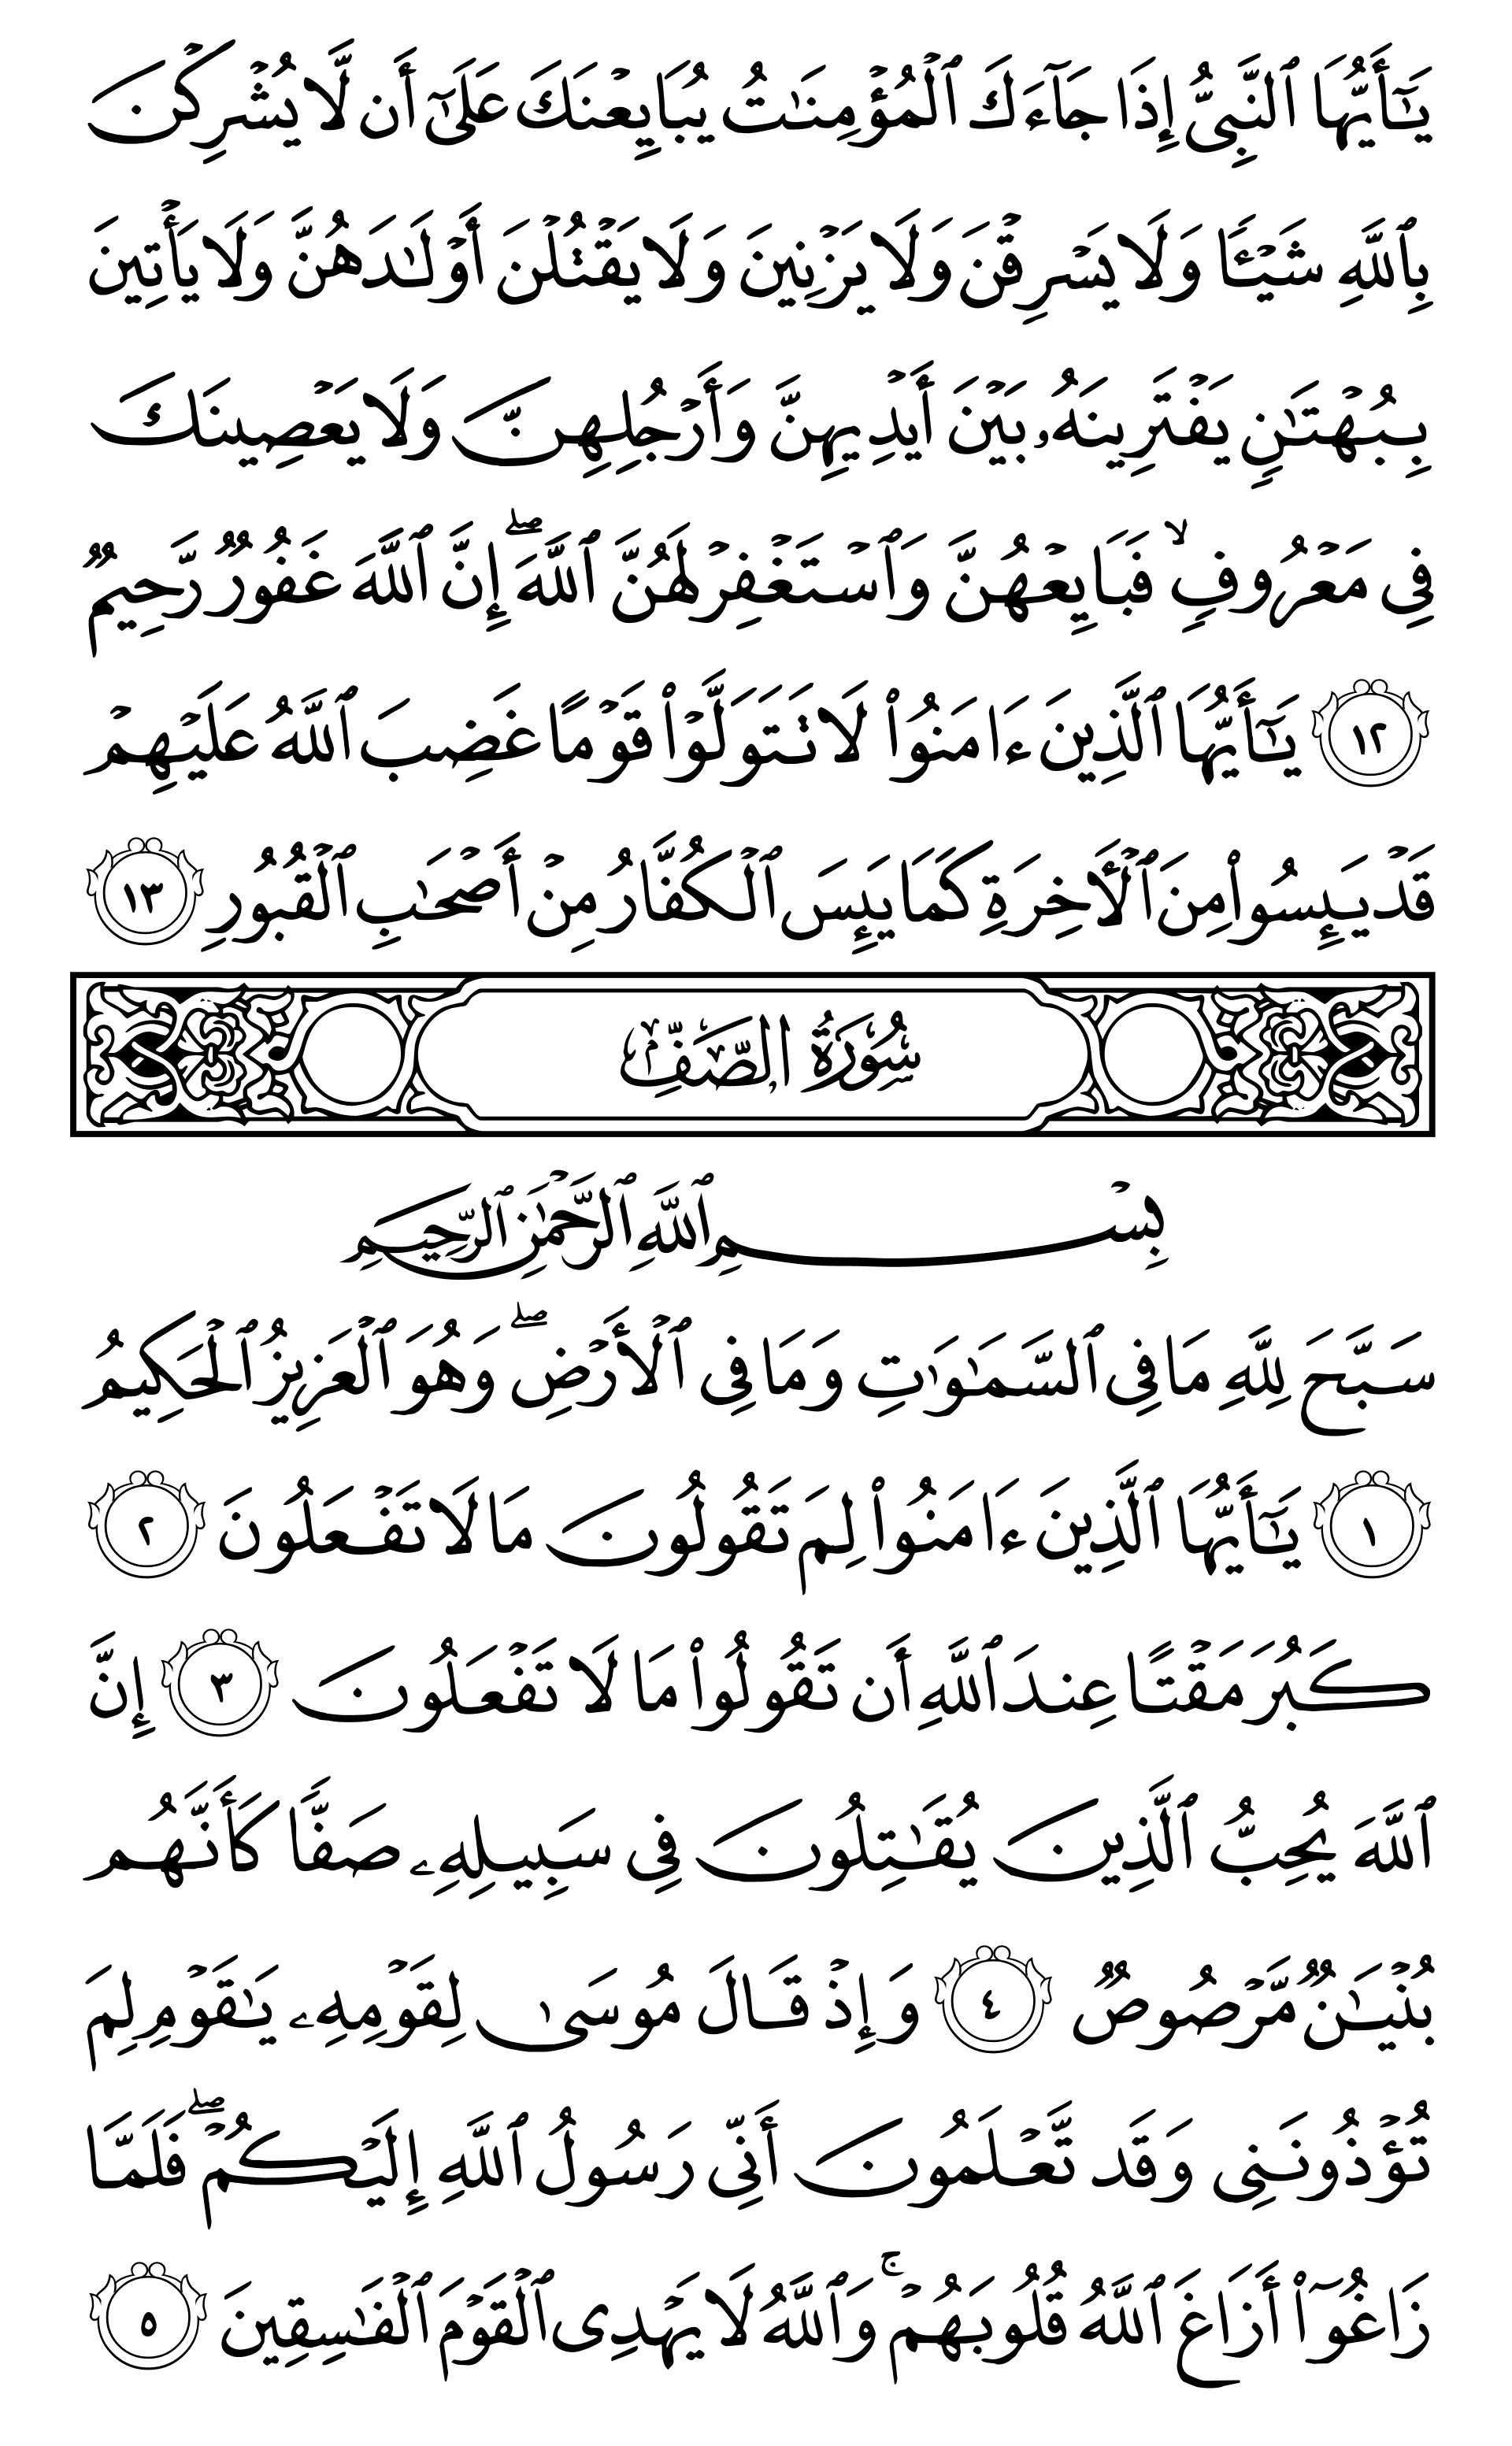 يَـٰٓأَيُّهَا ٱلنَّبِىُّ إِذَا جَآءَكَ ٱلْمُؤْمِنَـٰتُ يُبَايِعْنَكَ عَلَىٰٓ أَن لَّا يُشْرِكْنَ
بِٱللَّهِ شَيْـًٔا وَلَا يَسْرِقْنَ وَلَا يَزْنِينَ وَلَا يَقْتُلْنَ أَوْلَـٰدَهُنَّ وَلَا يَأْتِينَ
بِبُهْتَـٰنٍ يَفْتَرِينَهُۥ بَيْنَ أَيْدِيهِنَّ وَأَرْجُلِهِنَّ وَلَا يَعْصِينَكَ
فِى مَعْرُوفٍ ۙ فَبَايِعْهُنَّ وَٱسْتَغْفِرْ لَهُنَّ ٱللَّهَ ۖ إِنَّ ٱللَّهَ غَفُورٌ رَّحِيمٌ
١٢ يَـٰٓأَيُّهَا ٱلَّذِينَ ءَامَنُوا۟ لَا تَتَوَلَّوْا۟ قَوْمًا غَضِبَ ٱللَّهُ عَلَيْهِمْ
قَدْ يَئِسُوا۟ مِنَ ٱلْأَخِرَةِ كَمَا يَئِسَ ٱلْكُفَّارُ مِنْ أَصْحَـٰبِ ٱلْقُبُورِ ١٣
سُورَةُ الصَّفِّ
بِسْمِ ٱللَّهِ ٱلرَّحْمَـٰنِ ٱلرَّحِيمِ
سَبَّحَ لِلَّهِ مَا فِى ٱلسَّمَـٰوَٰتِ وَمَا فِى ٱلْأَرْضِ ۖ وَهُوَ ٱلْعَزِيزُ ٱلْحَكِيمُ
١ يَـٰٓأَيُّهَا ٱلَّذِينَ ءَامَنُوا۟ لِمَ تَقُولُونَ مَا لَا تَفْعَلُونَ ٢
كَبُرَ مَقْتًا عِندَ ٱللَّهِ أَن تَقُولُوا۟ مَا لَا تَفْعَلُونَ ٣ إِنَّ
ٱللَّهَ يُحِبُّ ٱلَّذِينَ يُقَـٰتِلُونَ فِى سَبِيلِهِۦ صَفًّا كَأَنَّهُم
بُنْيَـٰنٌ مَّرْصُوصٌ ٤ وَإِذْ قَالَ مُوسَىٰ لِقَوْمِهِۦ يَـٰقَوْمِ لِمَ
تُؤْذُونَنِى وَقَد تَّعْلَمُونَ أَنِّى رَسُولُ ٱللَّهِ إِلَيْكُمْ ۖ فَلَمَّا
زَاغُوٓا۟ أَزَاغَ ٱللَّهُ قُلُوبَهُمْ ۚ وَٱللَّهُ لَا يَهْدِى ٱلْقَوْمَ ٱلْفَـٰسِقِينَ ٥